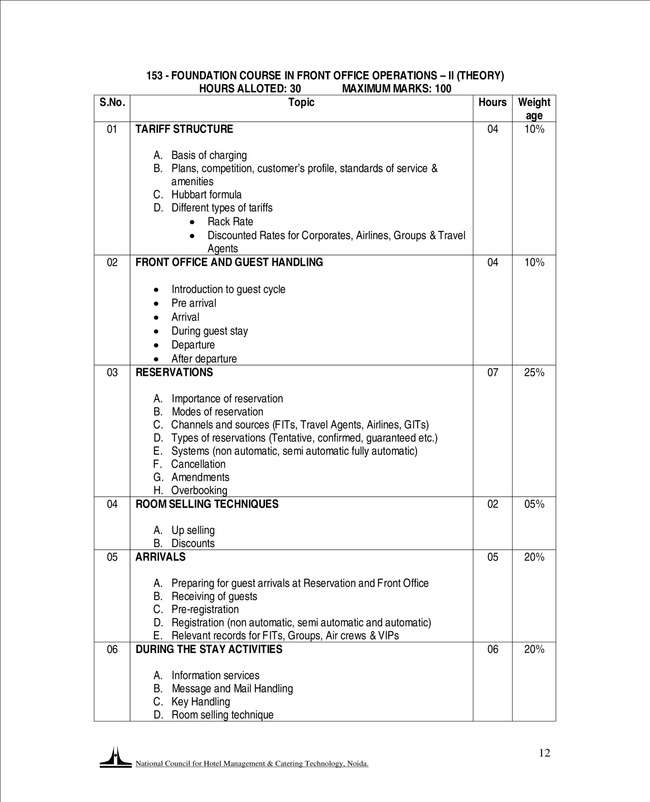 153 - FOUNDATION COURSE IN FRONT OFFICE OPERATIONS – II (THEORY)
HOURS ALLOTED: 30 MAXIMUM MARKS: 100
S.No. Topic Hours Weight
age
01 TARIFF STRUCTURE 04 10%
A. Basis of charging
B. Plans, competition, customer’s profile, standards of service &
amenities
C. Hubbart formula
D. Different types of tariffs
• Rack Rate
• Discounted Rates for Corporates, Airlines, Groups & Travel
Agents
02 FRONT OFFICE AND GUEST HANDLING 04 10%
• Introduction to guest cycle
• Pre arrival
• Arrival
• During guest stay
• Departure
• After departure
03 RESERVATIONS 07 25%
A. Importance of reservation
B. Modes of reservation
C. Channels and sources (FITs, Travel Agents, Airlines, GITs)
D. Types of reservations (Tentative, confirmed, guaranteed etc.)
E. Systems (non automatic, semi automatic fully automatic)
F. Cancellation
G. Amendments
H. Overbooking
04 ROOM SELLING TECHNIQUES 02 05%
A. Up selling
B. Discounts
05 ARRIVALS 05 20%
A. Preparing for guest arrivals at Reservation and Front Office
B. Receiving of guests
C. Pre-registration
D. Registration (non automatic, semi automatic and automatic)
E. Relevant records for FITs, Groups, Air crews & VIPs
06 DURING THE STAY ACTIVITIES 06 20%
A. Information services
B. Message and Mail Handling
C. Key Handling
D. Room selling technique
12
National Council for Hotel Management & Catering Technology, Noida.